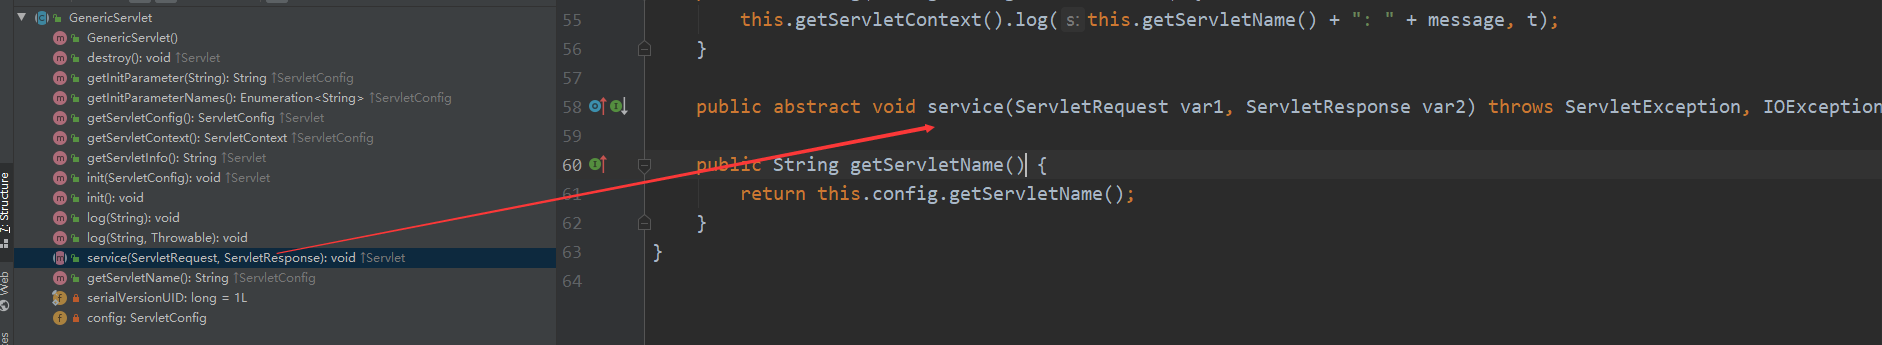 GenericServlet
GenericServlet()
destroy(): void ↑Servlet
getInitParameter(String): String ↑ServletConfig
getInitParameterNames(): Enumeration<String> ↑ServletConfig
getServletConfig(): ServletConfig ↑Servlet
getServletContext(): ServletContext ↑ServletConfig
getServletInfo(): String ↑Servlet
init(ServletConfig): void ↑Servlet
init(): void
log(String): void
log(String, Throwable): void
service(ServletRequest, ServletResponse): void ↑Servlet
getServletName(): String ↑ServletConfig
serialVersionUID: long = 1L
config: ServletConfig
7: Structure
Web
55 this.getServletContext().log( s: this.getServletName() + ": " + message, t);
56 }
57
58 public abstract void service(ServletRequest var1, ServletResponse var2) throws ServletException, IOException
59
60 public String getServletName() {
61 return this.config.getServletName();
62 }
63 }
64